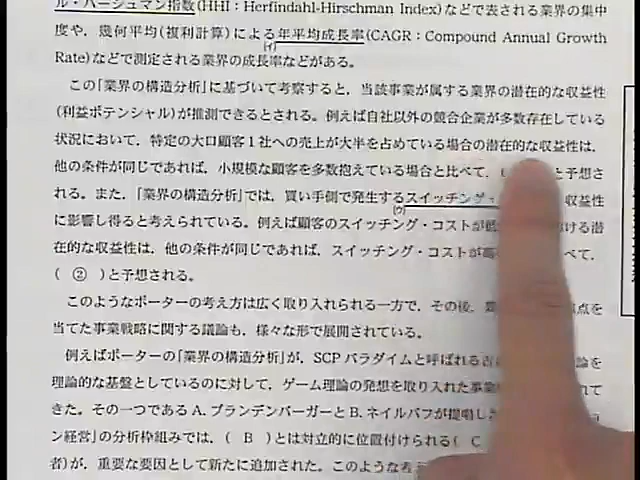 ル・ハーシュマン指数(HHI：Herfindahl-Hirschman Index)などで表される業界の集中
度や，幾何平均(複利計算)による年平均成長率(CAGR：Compound Annual Growth
(イ)
Rate)などで測定される業界の成長率などがある。
この「業界の構造分析」に基づいて考察すると，当該事業が属する業界の潜在的な収益性
(利益ポテンシャル)が推測できるとされる。例えば自社以外の競合企業が多数存在している
状況において，特定の大口顧客1社への売上が大半を占めている場合の潜在的な収益性は，
他の条件が同じであれば，小規模な顧客を多数抱えている場合と比べて，( と予想さ
れる。また，「業界の構造分析」では，買い手側で発生するスイッチング・ 収益性
(ウ)
に影響し得ると考えられている。例えば顧客のスイッチング・コストが低 ける潜
在的な収益性は，他の条件が同じであれば，スイッチング・コストが高 べて，
( ② )と予想される。
このようなポーターの考え方は広く取り入れられる一方で，その後， 点を
当てた事業戦略に関する議論も，様々な形で展開されている。
例えばポーターの「業界の構造分析」が，SCPパラダイムと呼ばれる 論を
理論的な基盤としているのに対して，ゲーム理論の発想を取り入れた事業 れて
きた。その一つであるA. ブランデンバーガーとB. ネイルバフが提唱し
ン経営」の分析枠組みでは，( B )とは対立的に位置付けられる( C
者)が，重要な要因として新たに追加された。このような考